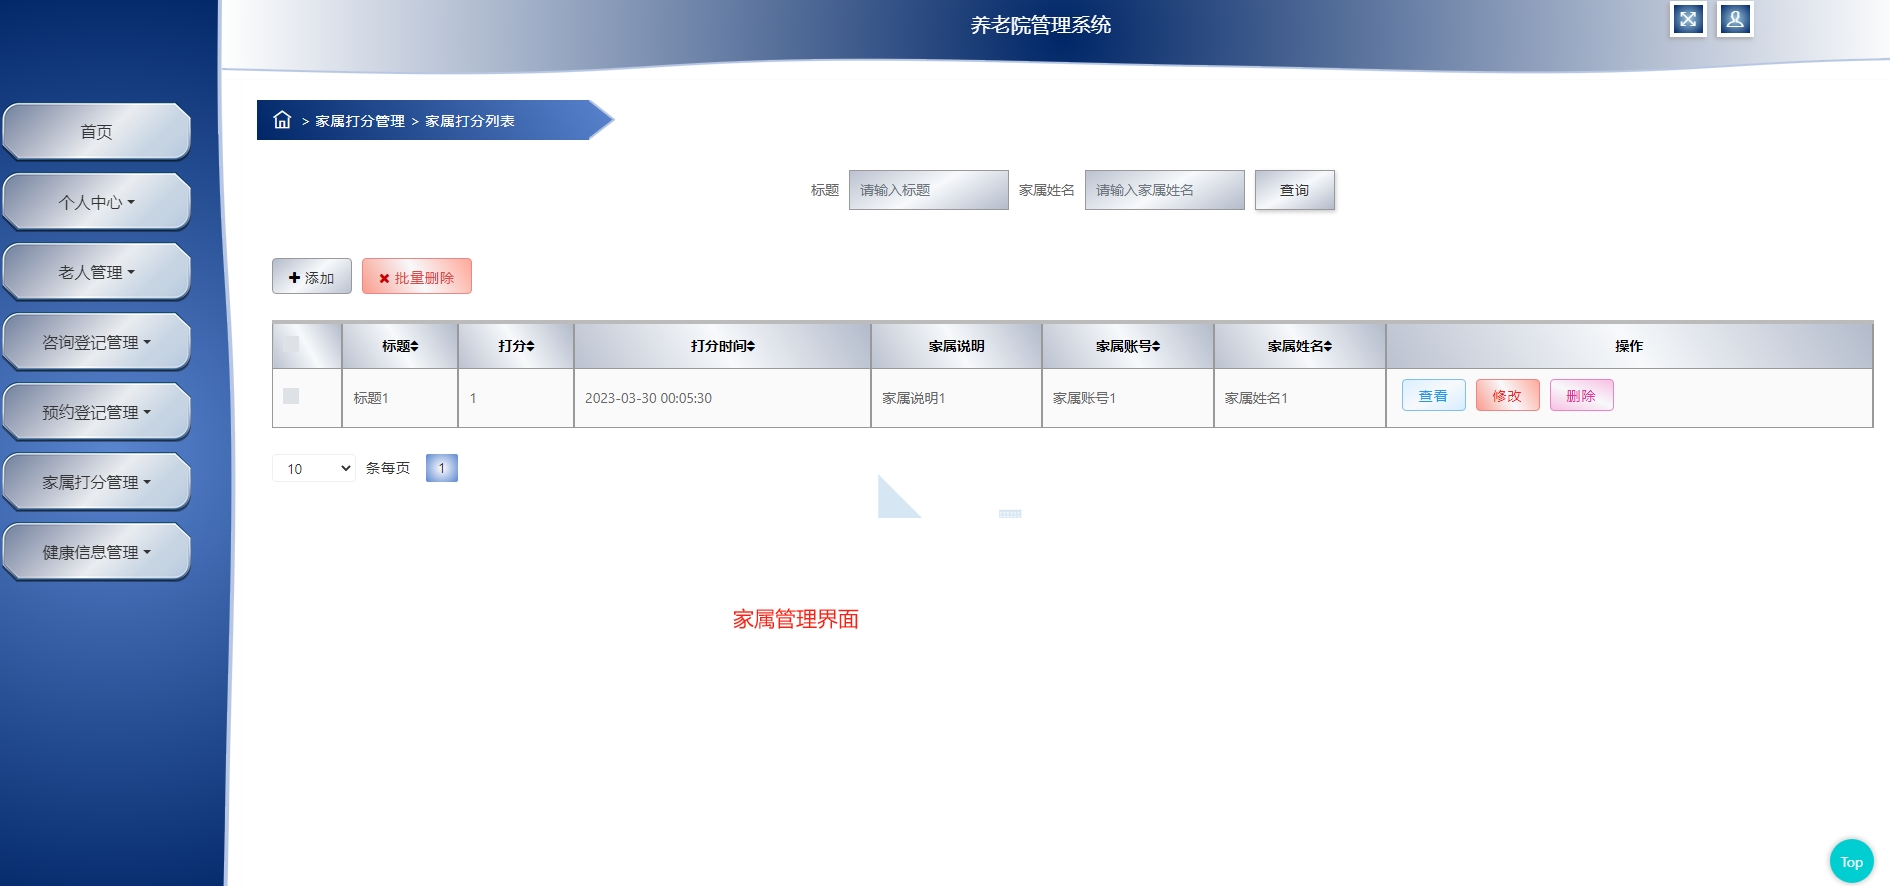 养老院管理系统
首页
个人中心
老人管理
咨询登记管理
预约登记管理
家属打分管理
健康信息管理
> 家属打分管理 > 家属打分列表
标题 请输入标题 家属姓名 请输入家属姓名 查询
添加 批量删除
标题 打分 打分时间 家属说明 家属账号 家属姓名 操作
标题1 1 2023-03-30 00:05:30 家属说明1 家属账号1 家属姓名1 查看 修改 删除
10 条每页 1
家属管理界面
Top